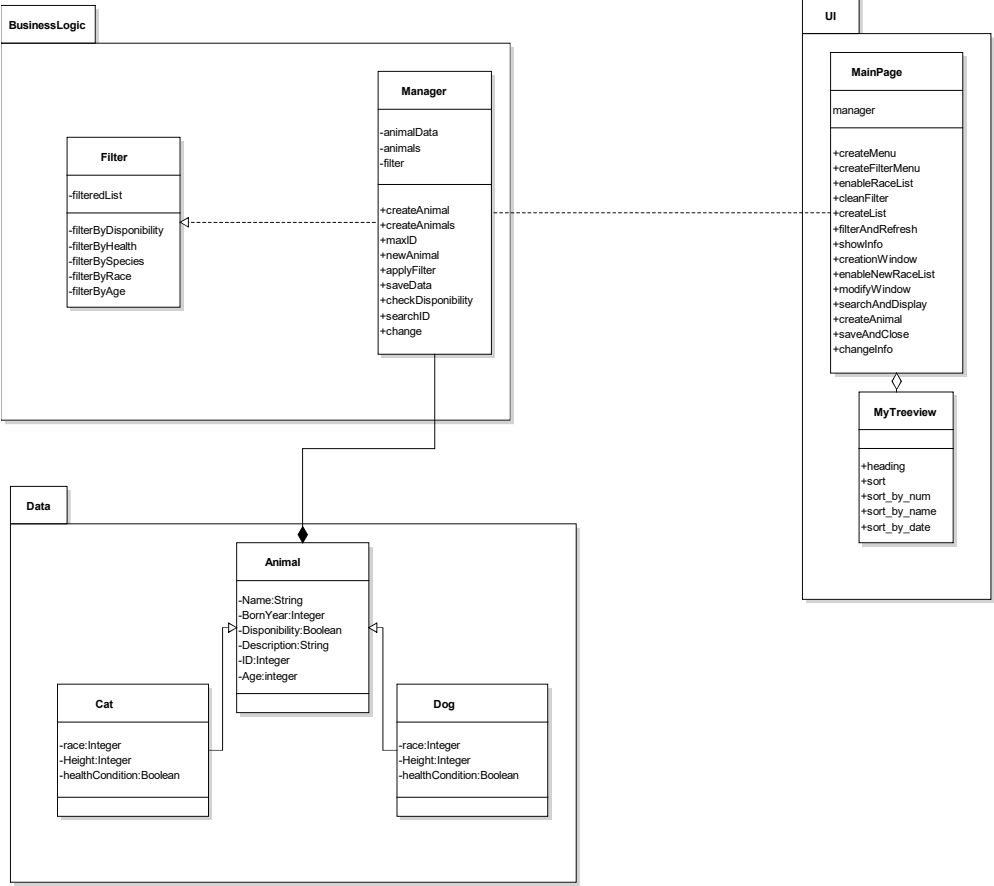 BusinessLogic
Manager
-animalData
-animals
-filter
+createAnimal
+createAnimals
+maxID
+newAnimal
+applyFilter
+saveData
+checkDisponibility
+searchID
+change
Filter
-filteredList
-filterByDisponibility
-filterByHealth
-filterBySpecies
-filterByRace
-filterByAge
UI
MainPage
manager
+createMenu
+createFilterMenu
+enableRaceList
+cleanFilter
+createList
+filterAndRefresh
+showInfo
+creationWindow
+enableNewRaceList
+modifyWindow
+searchAndDisplay
+createAnimal
+saveAndClose
+changeInfo
MyTreeview
+heading
+sort
+sort_by_num
+sort_by_name
+sort_by_date
Data
Animal
-Name:String
-BornYear:Integer
-Disponibility:Boolean
-Description:String
-ID:Integer
-Age:integer
Cat
-race:Integer
-Height:Integer
-healthCondition:Boolean
Dog
-race:Integer
-Height:Integer
-healthCondition:Boolean